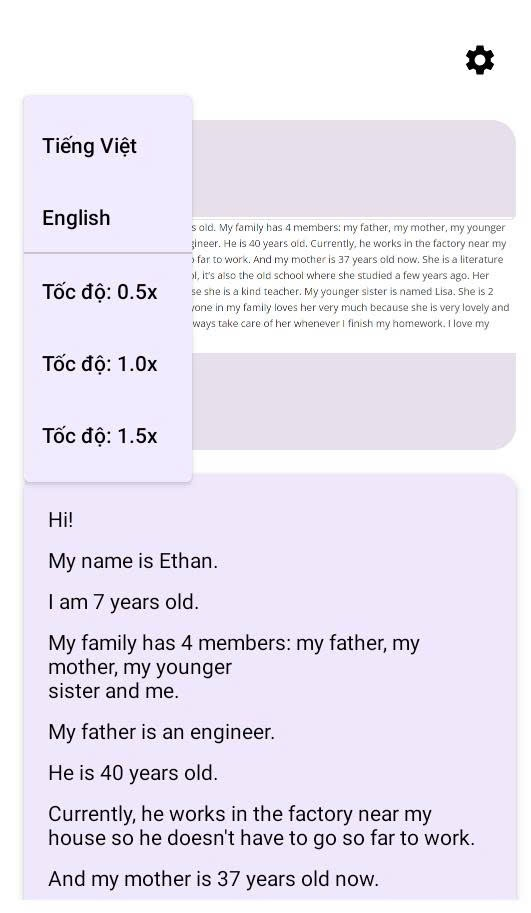 Tiếng Việt
English
Tốc độ: 0.5x
Tốc độ: 1.0x
Tốc độ: 1.5x
old. My family has 4 members: my father, my mother, my younger
He is 40 years old. Currently, he works in the factory near my
far to work. And my mother is 37 years old now. She is a literature
it's also the old school where she studied a few years ago. Her
she is a kind teacher. My younger sister is named Lisa. She is 2
in my family loves her very much because she is very lovely and
take care of her whenever I finish my homework. I love my
Hi!
My name is Ethan.
I am 7 years old.
My family has 4 members: my father, my
mother, my younger
sister and me.
My father is an engineer.
He is 40 years old.
Currently, he works in the factory near my
house so he doesn't have to go so far to work.
And my mother is 37 years old now.